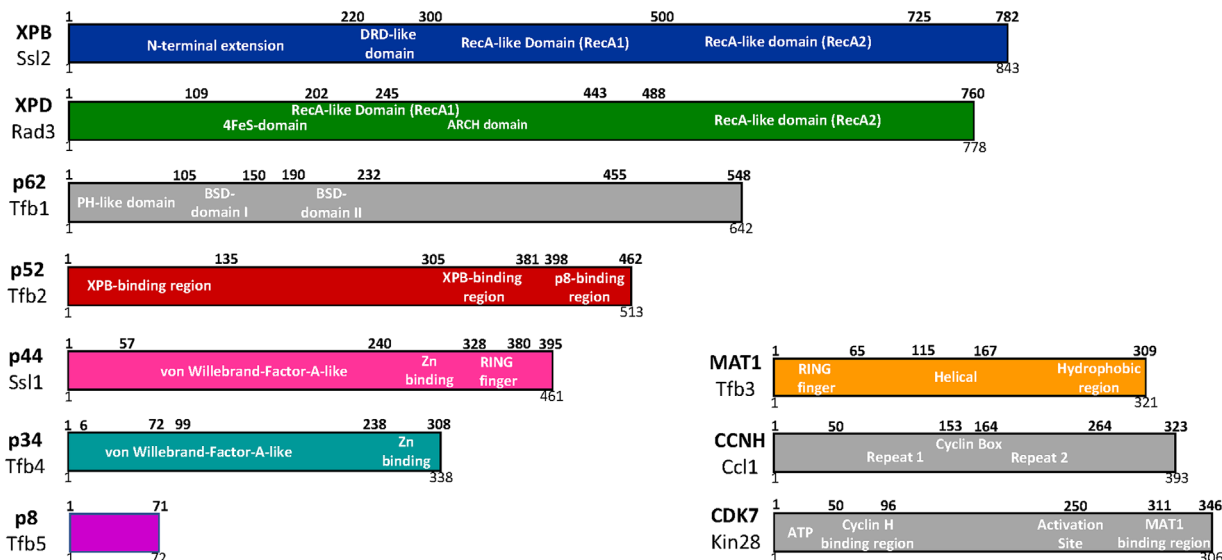 1 220 300 500 725 782
XPB N-terminal extension DRD-like domain RecA-like Domain (RecA1) RecA-like domain (RecA2)
Ssl2
1 843
1 109 202 245 443 488 760
XPD RecA-like Domain (RecA1)
4FeS-domain ARCH domain RecA-like domain (RecA2)
Rad3
1 778
1 105 150 190 232 455 548
p62 PH-like domain BSD-domain I BSD-domain II
Tfb1
1 642
1 135 305 381 398 462
p52 XPB-binding region XPB-binding region p8-binding region
Tfb2
1 513
1 57 240 328 380 395
p44 von Willebrand-Factor-A-like Zn binding RING finger
Ssl1
1 461
1 6 72 99 238 308
p34 von Willebrand-Factor-A-like Zn binding
Tfb4
1 338
1 71
p8
Tfb5
1 72
1 65 115 167 309
MAT1 RING finger Helical Hydrophobic region
Tfb3
1 321
1 50 153 164 264 323
CCNH Cyclin Box
Repeat 1 Repeat 2
Ccl1
1 393
1 50 96 250 311 346
CDK7 ATP Cyclin H binding region Activation Site MAT1 binding region
Kin28
1 306